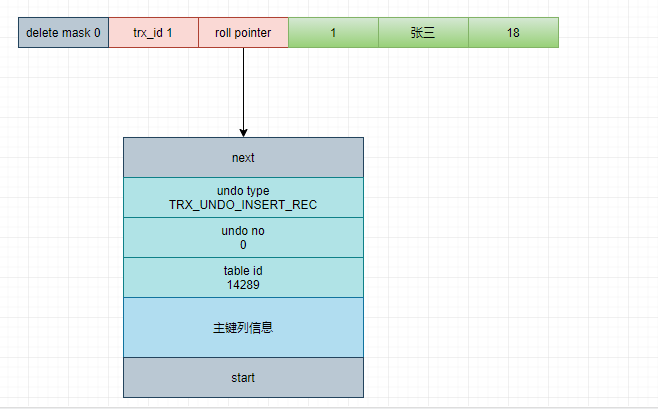 delete mask 0 trx_id 1 roll pointer 1 张三 18
next
undo type
TRX_UNDO_INSERT_REC
undo no
0
table id
14289
主键列信息
start